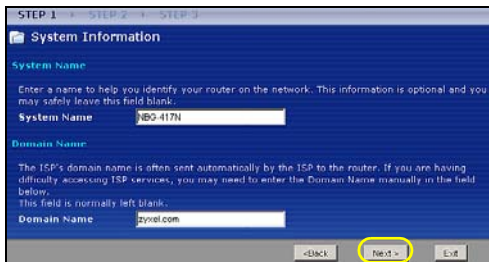 STEP 1 › STEP 2 › STEP 3
System Information
System Name
Enter a name to help you identify your router on the network. This information is optional and you
may safely leave this field blank.
System Name NBG-417N
Domain Name
The ISP's domain name is often sent automatically by the ISP to the router. If you are having
difficulty accessing ISP services, you may need to enter the Domain Name manually in the field
below.
This field is normally left blank.
Domain Name zyxel.com
<Back Next > Exit